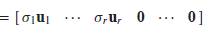 = [ σ₁u₁ ⋯ σᵣuᵣ 0 ⋯ 0 ]